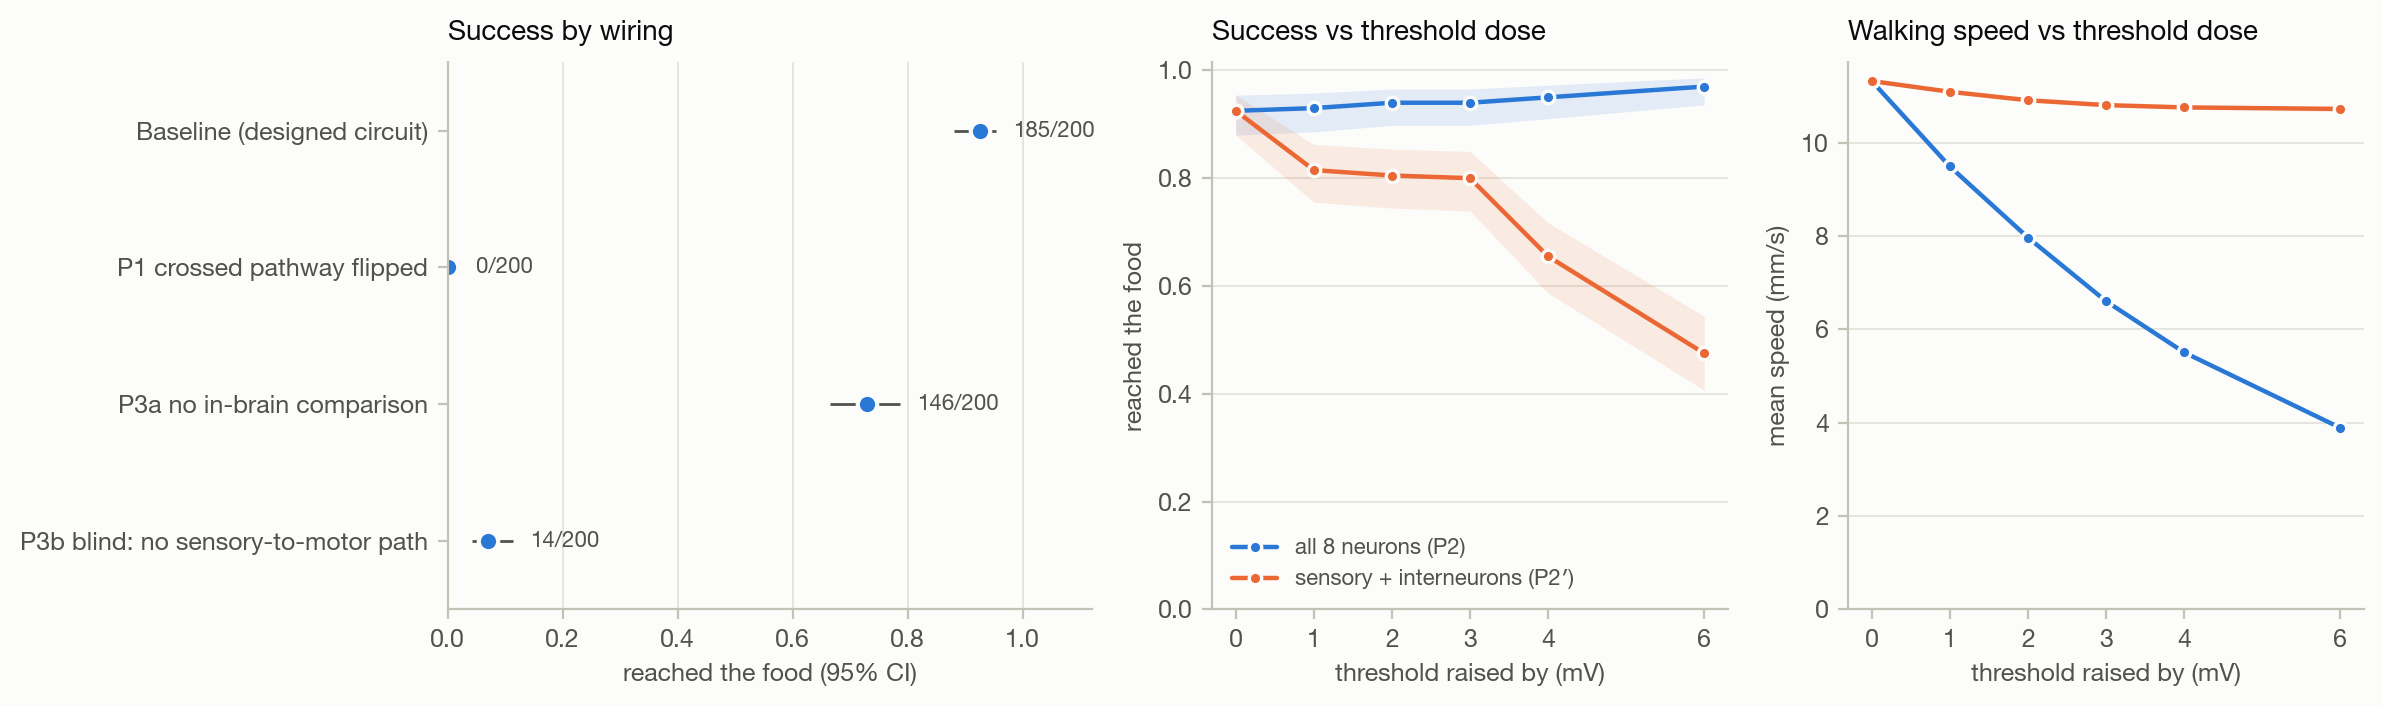 Success by wiring
Baseline (designed circuit)
185/200
P1 crossed pathway flipped
0/200
P3a no in-brain comparison
146/200
P3b blind: no sensory-to-motor path
14/200
0.0 0.2 0.4 0.6 0.8 1.0
reached the food (95% CI)
Success vs threshold dose
reached the food
1.0
0.8
0.6
0.4
0.2
0.0
all 8 neurons (P2)
sensory + interneurons (P2′)
0 1 2 3 4 6
threshold raised by (mV)
Walking speed vs threshold dose
mean speed (mm/s)
10
8
6
4
2
0
0 1 2 3 4 6
threshold raised by (mV)